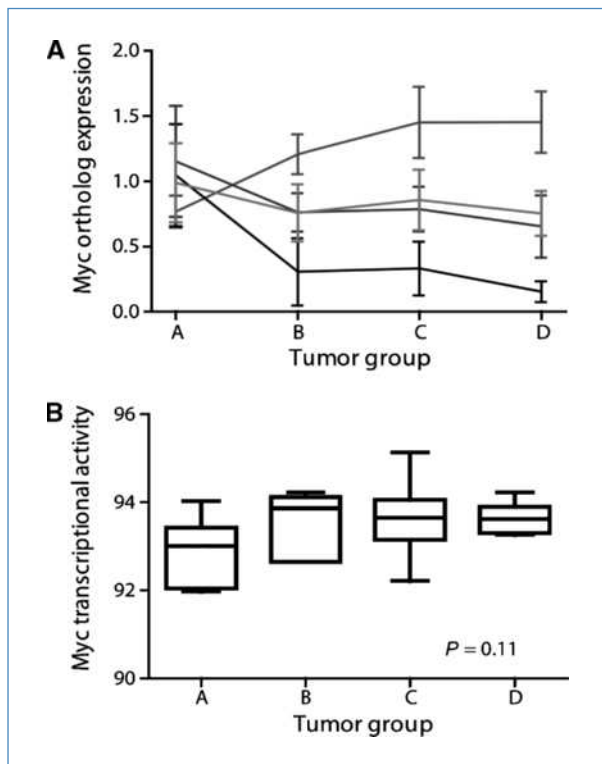 A
Myc ortholog expression
2.0
1.5
1.0
0.5
0.0
A B C D
Tumor group
B
Myc transcriptional activity
96
94
92
90
P = 0.11
A B C D
Tumor group